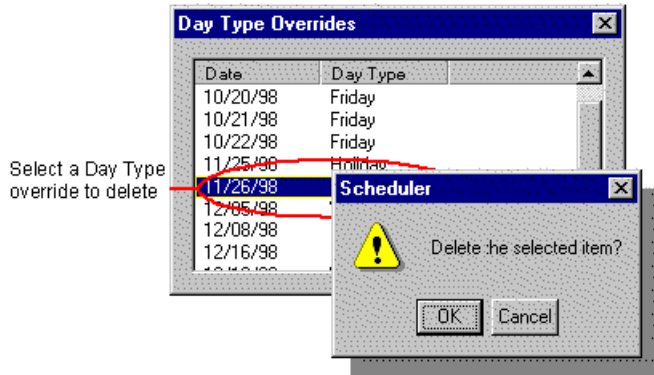 Day Type Overrides
Date Day Type
10/20/98 Friday
10/21/98 Friday
10/22/98 Friday
11/25/98 Holiday
Select a Day Type
override to delete
11/26/98
Scheduler
12/05/98
12/08/98
12/16/98
Delete the selected item?
OK Cancel